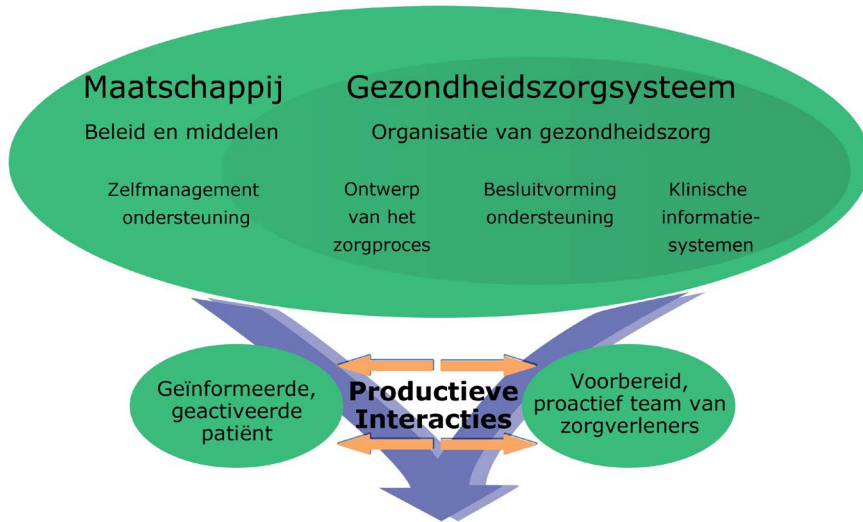 Maatschappij
Gezondheidszorgsysteem
Beleid en middelen
Organisatie van gezondheidszorg
Zelfmanagement
ondersteuning
Ontwerp
van het
zorgproces
Besluitvorming
ondersteuning
Klinische
informatie-
systemen
Geïnformeerde,
geactiveerde
patiënt
Productieve
Interacties
Voorbereid,
proactief team van
zorgverleners